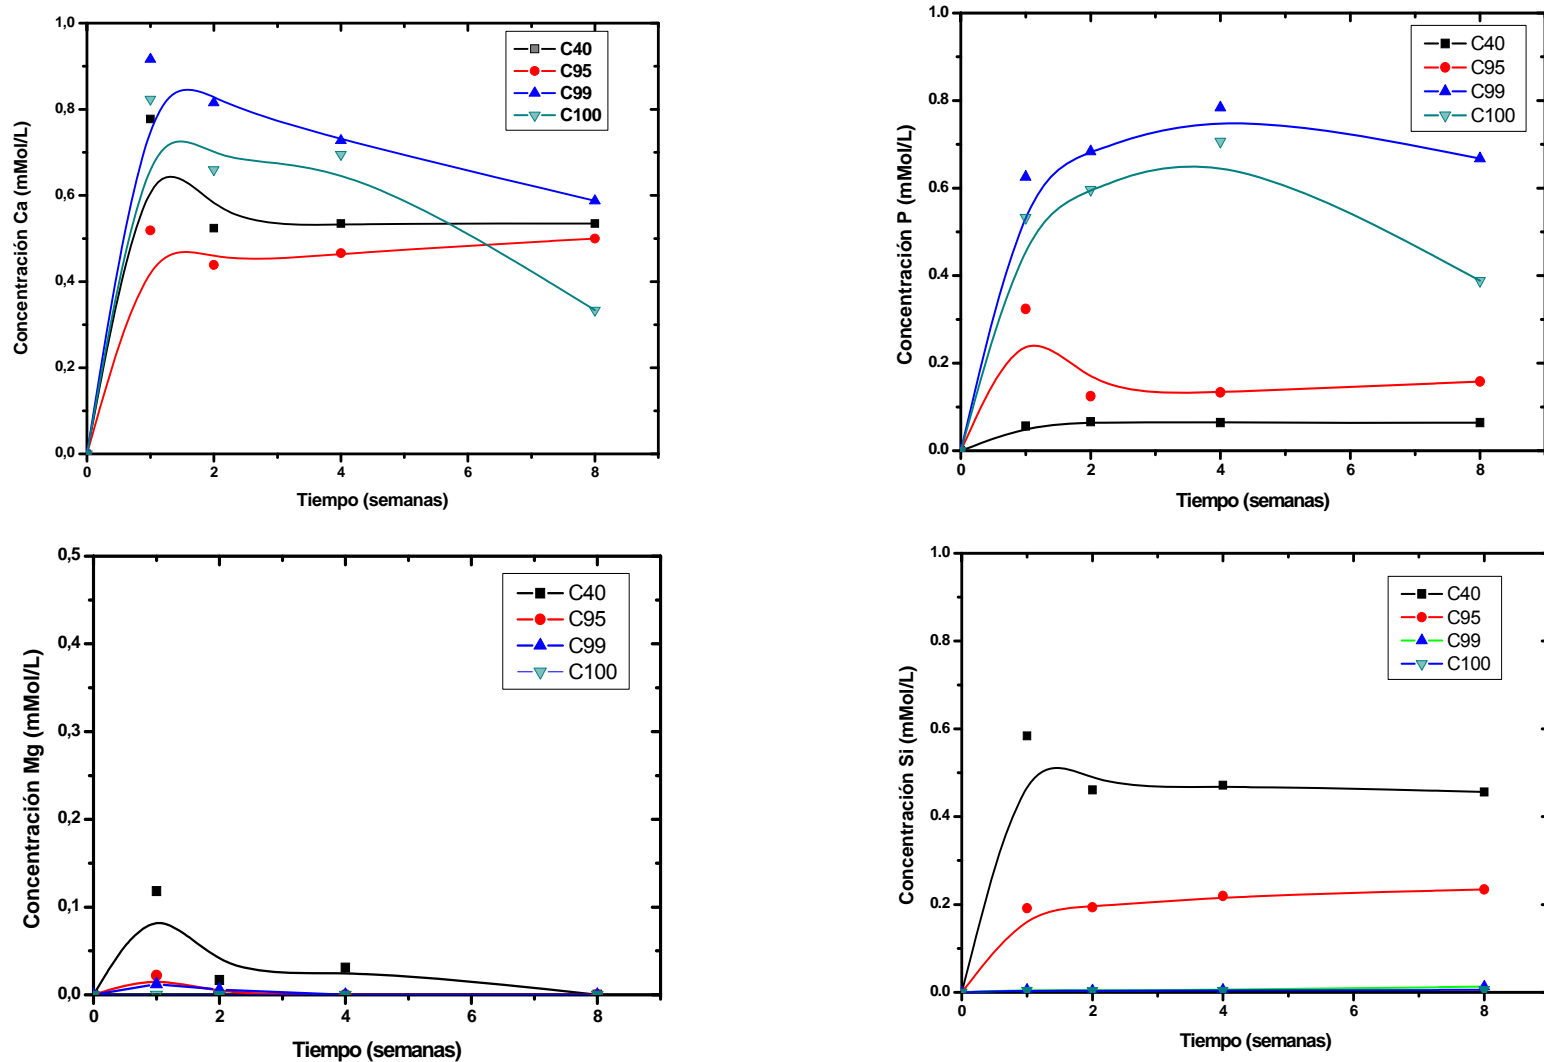 1,0
0,8
0,6
0,4
0,2
0,0
Concentración Ca (mMol/L)
C40
C95
C99
C100
0 2 4 6 8
Tiempo (semanas)
1.0
0.8
0.6
0.4
0.2
0.0
Concentración P (mMol/L)
C40
C95
C99
C100
0 2 4 6 8
Tiempo (semanas)
0,5
0,4
0,3
0,2
0,1
0,0
Concentración Mg (mMol/L)
C40
C95
C99
C100
0 2 4 6 8
Tiempo (semanas)
1.0
0.8
0.6
0.4
0.2
0.0
Concentración Si (mMol/L)
C40
C95
C99
C100
0 2 4 6 8
Tiempo (semanas)